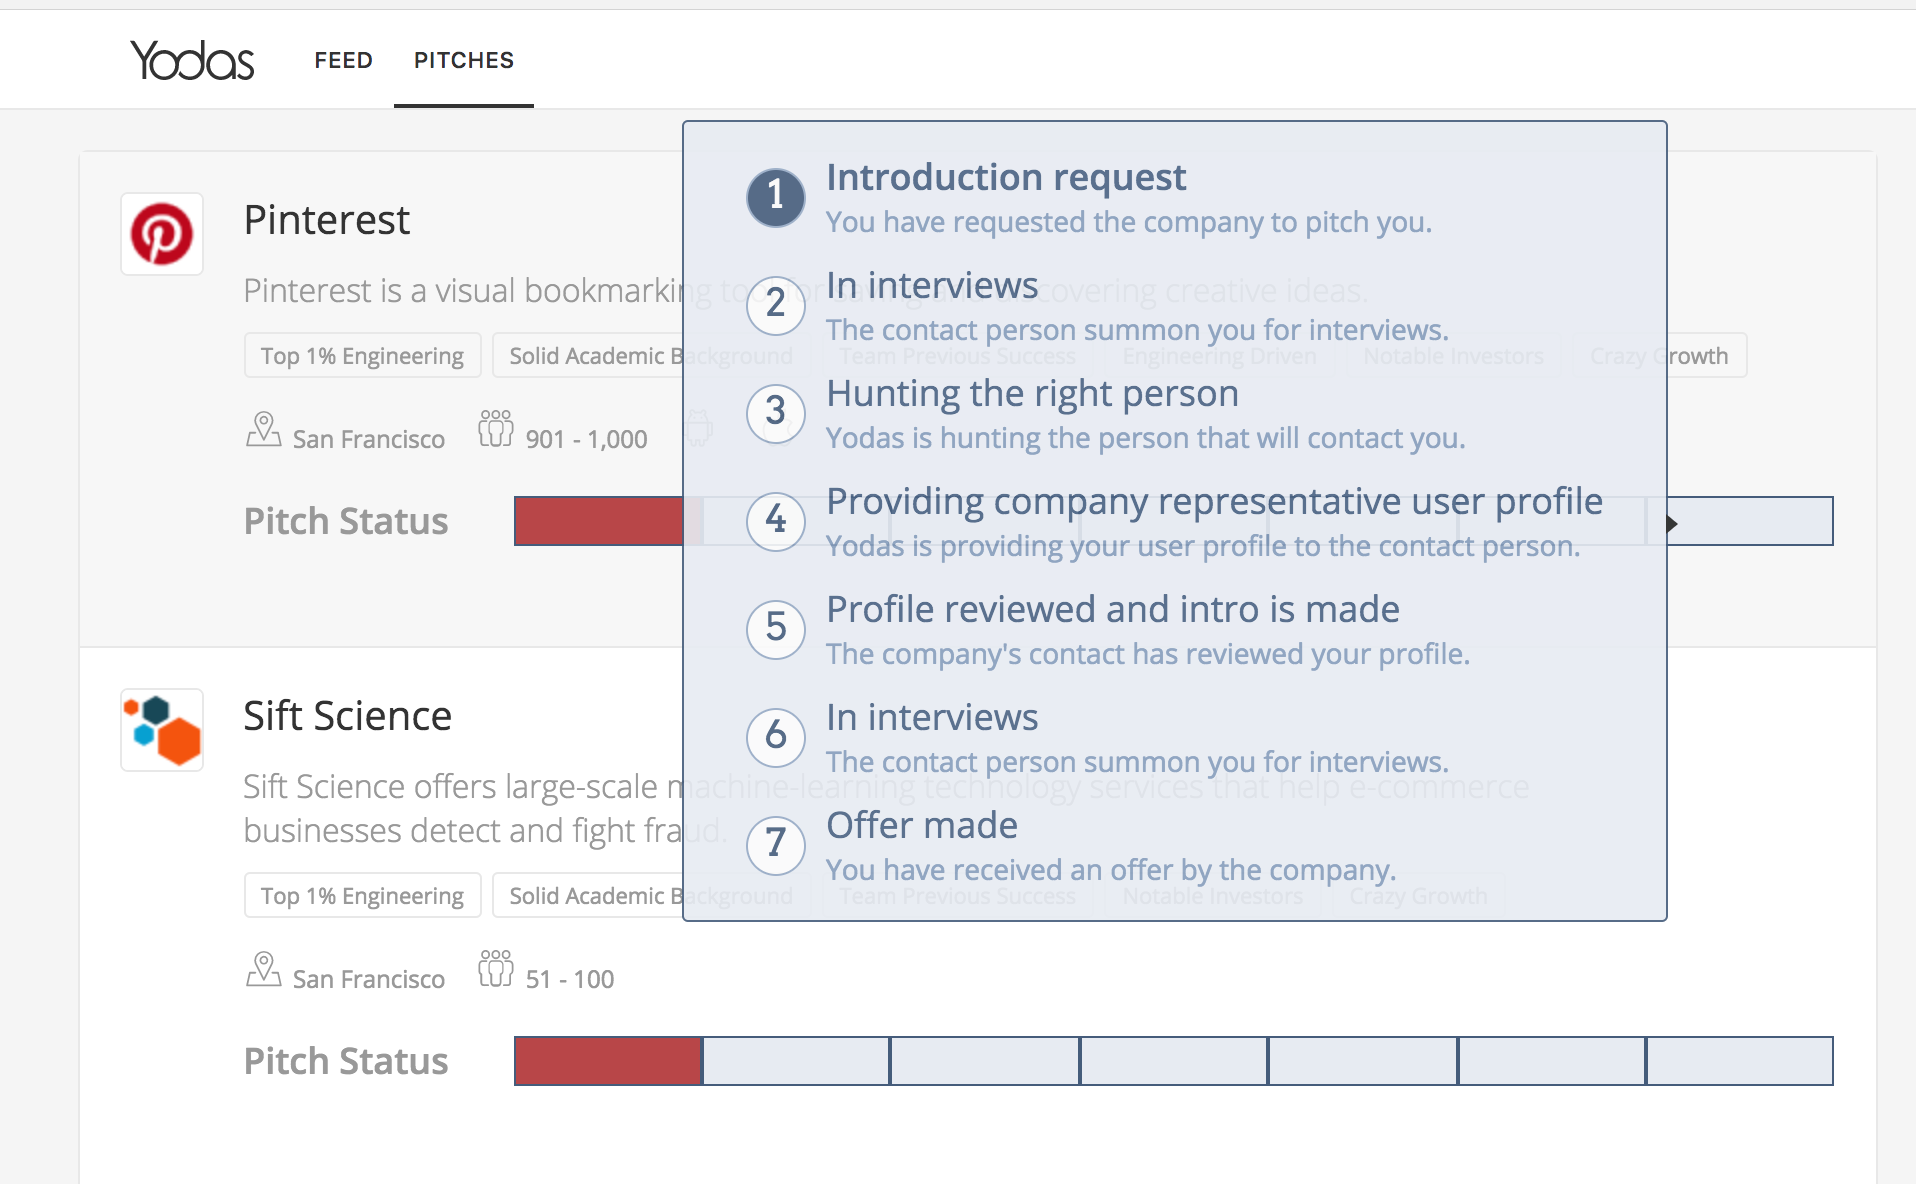 Yodas FEED PITCHES
Pinterest
Pinterest is a visual bookmarking tool for saving and discovering creative ideas.
Top 1% Engineering Solid Academic Background Team Previous Success Engineering Driven Notable Investors Crazy Growth
San Francisco 901 - 1,000
Pitch Status
1 Introduction request
You have requested the company to pitch you.
2 In interviews
The contact person summon you for interviews.
3 Hunting the right person
Yodas is hunting the person that will contact you.
4 Providing company representative user profile
Yodas is providing your user profile to the contact person.
5 Profile reviewed and intro is made
The company's contact has reviewed your profile.
6 In interviews
The contact person summon you for interviews.
7 Offer made
You have received an offer by the company.
Sift Science
Sift Science offers large-scale machine-learning technology services that help e-commerce
businesses detect and fight fraud.
Top 1% Engineering Solid Academic Background Team Previous Success Notable Investors Crazy Growth
San Francisco 51 - 100
Pitch Status